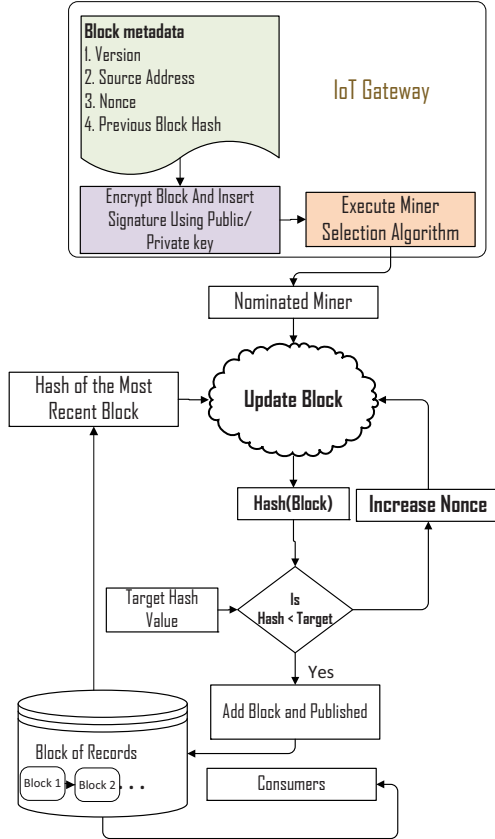 Block metadata
1. Version
2. Source Address
3. Nonce
4. Previous Block Hash
IoT Gateway
Encrypt Block And Insert
Signature Using Public/
Private key
Execute Miner
Selection Algorithm
Nominated Miner
Hash of the Most
Recent Block
Update Block
Hash(Block)
Increase Nonce
Target Hash
Value
Is
Hash < Target
Yes
Add Block and Published
Block of Records
Block 1
Block 2
...
Consumers